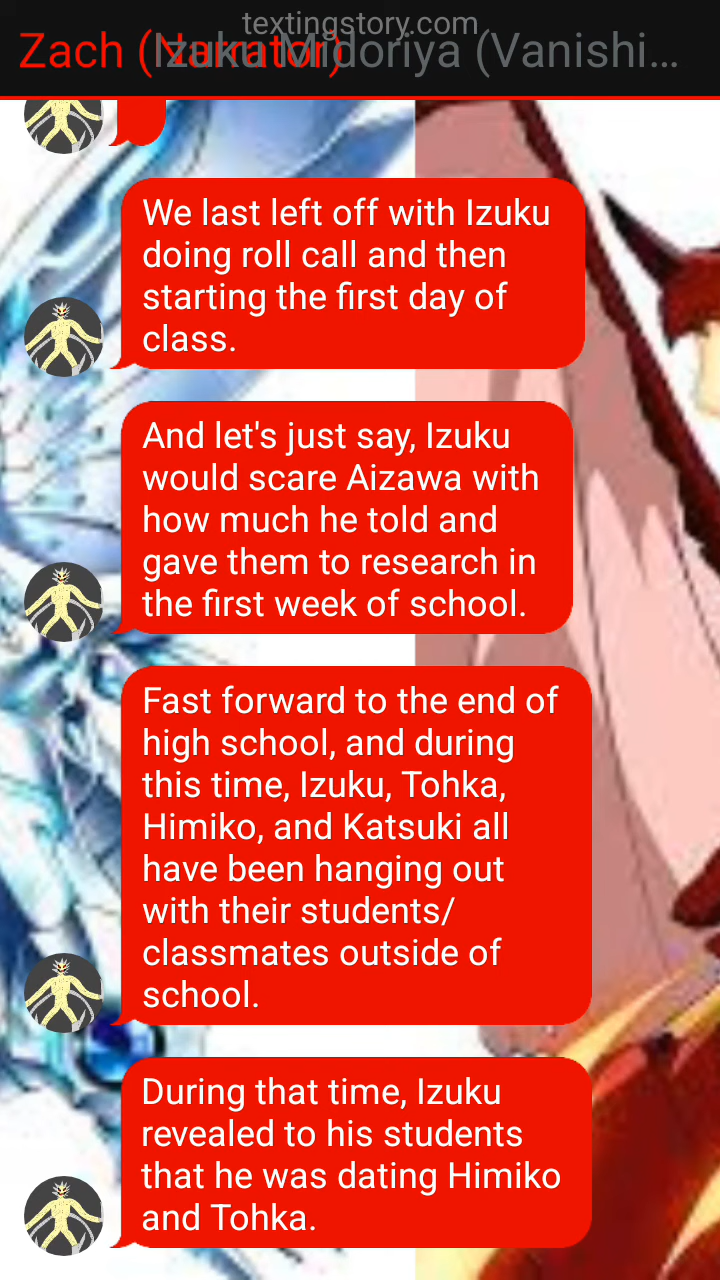 textingstory.com
Zach (Narrator)
Izuku Midoriya (Vanishi...
We last left off with Izuku
doing roll call and then
starting the first day of
class.
And let's just say, Izuku
would scare Aizawa with
how much he told and
gave them to research in
the first week of school.
Fast forward to the end of
high school, and during
this time, Izuku, Tohka,
Himiko, and Katsuki all
have been hanging out
with their students/
classmates outside of
school.
During that time, Izuku
revealed to his students
that he was dating Himiko
and Tohka.